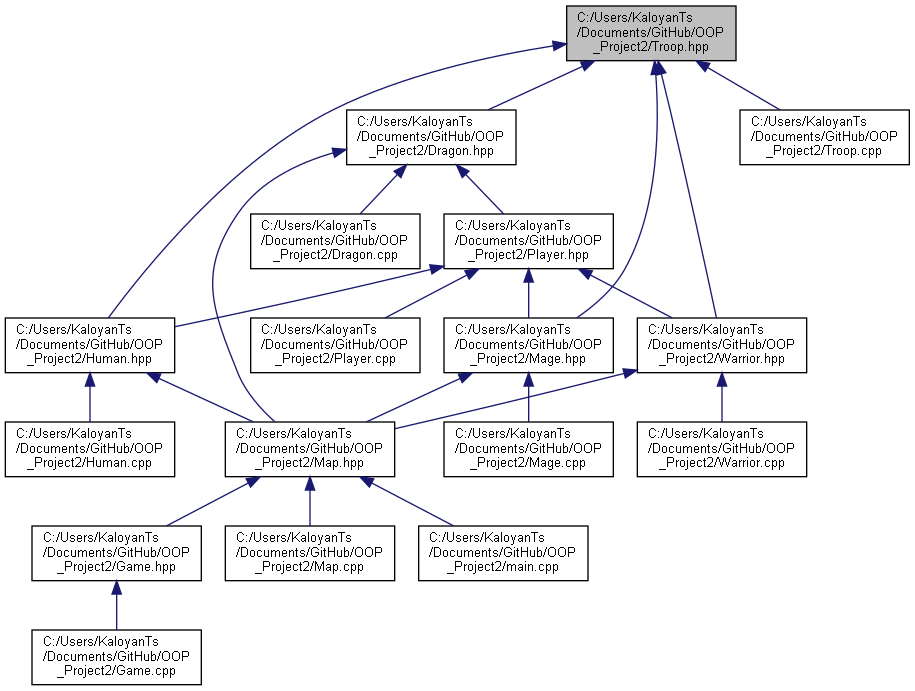 C:/Users/KaloyanTs
/Documents/GitHub/OOP
_Project2/Troop.hpp
C:/Users/KaloyanTs
/Documents/GitHub/OOP
_Project2/Dragon.hpp
C:/Users/KaloyanTs
/Documents/GitHub/OOP
_Project2/Troop.cpp
C:/Users/KaloyanTs
/Documents/GitHub/OOP
_Project2/Dragon.cpp
C:/Users/KaloyanTs
/Documents/GitHub/OOP
_Project2/Player.hpp
C:/Users/KaloyanTs
/Documents/GitHub/OOP
_Project2/Human.hpp
C:/Users/KaloyanTs
/Documents/GitHub/OOP
_Project2/Player.cpp
C:/Users/KaloyanTs
/Documents/GitHub/OOP
_Project2/Mage.hpp
C:/Users/KaloyanTs
/Documents/GitHub/OOP
_Project2/Warrior.hpp
C:/Users/KaloyanTs
/Documents/GitHub/OOP
_Project2/Human.cpp
C:/Users/KaloyanTs
/Documents/GitHub/OOP
_Project2/Map.hpp
C:/Users/KaloyanTs
/Documents/GitHub/OOP
_Project2/Mage.cpp
C:/Users/KaloyanTs
/Documents/GitHub/OOP
_Project2/Warrior.cpp
C:/Users/KaloyanTs
/Documents/GitHub/OOP
_Project2/Game.hpp
C:/Users/KaloyanTs
/Documents/GitHub/OOP
_Project2/Map.cpp
C:/Users/KaloyanTs
/Documents/GitHub/OOP
_Project2/main.cpp
C:/Users/KaloyanTs
/Documents/GitHub/OOP
_Project2/Game.cpp